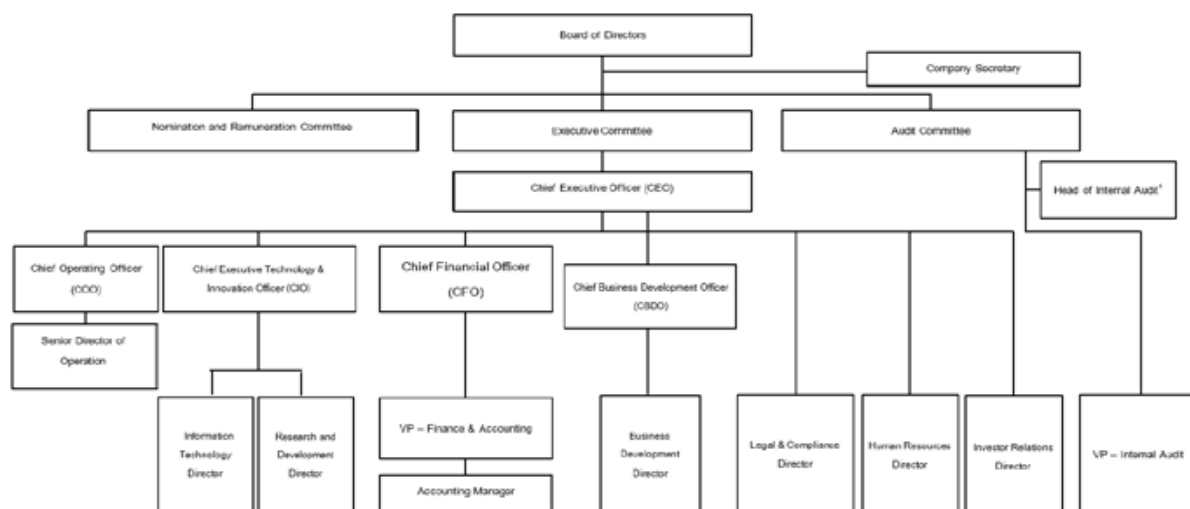 Board of Directors
Company Secretary
Nomination and Remuneration Committee
Executive Committee
Audit Committee
Chief Executive Officer (CEO)
Head of Internal Audit¹
Chief Operating Officer
(COO)
Chief Executive Technology &
Innovation Officer (CIO)
Chief Financial Officer
(CFO)
Chief Business Development Officer
(CBDO)
Senior Director of
Operation
Information
Technology
Director
Research and
Development
Director
VP – Finance & Accounting
Accounting Manager
Business
Development
Director
Legal & Compliance
Director
Human Resources
Director
Investor Relations
Director
VP – Internal Audit